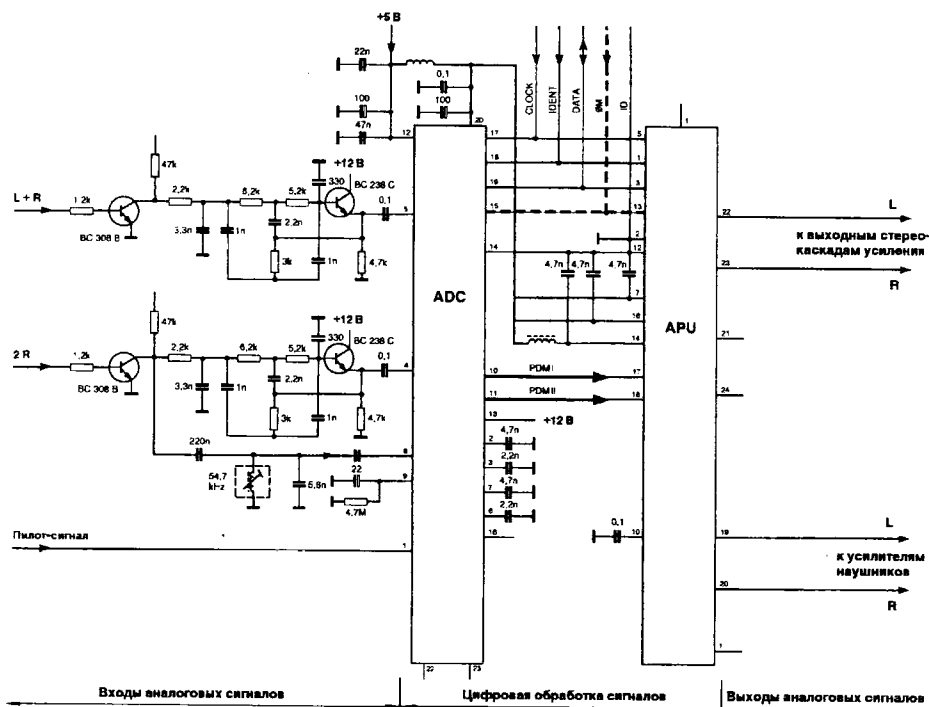 +5 В
22n
0,1
100
100
47n
20
12
17
CLOCK
IDENT
DATA
ΦM
ID
1
5
47k
+12 В
330
BC 238 C
L + R
1,2k
2,2k
6,2k
5,2k
0,1
5
BC 308 B
3,3n
1n
2,2n
3k
1n
4,7k
18
1
19
3
15
13
2
14
12
4,7n
4,7n
4,7n
7
16
14
ADC
APU
22
L
к выходным стерео-
каскадам усиления
23
R
21
24
47k
+12 В
330
BC 238 C
2 R
1,2k
2,2k
6,2k
5,2k
0,1
4
BC 308 B
3,3n
1n
2,2n
3k
1n
4,7k
10
PDM I
17
11
PDM II
18
13
+12 В
220n
8
54,7
kHz
5,6n
22
9
4,7M
2
4,7n
3
2,2n
7
4,7n
6
2,2n
16
0,1
10
19
L
к усилителям
наушников
20
R
1
Пилот-сигнал
1
22
23
Входы аналоговых сигналов
Цифровая обработка сигналов
Выходы аналоговых сигналов